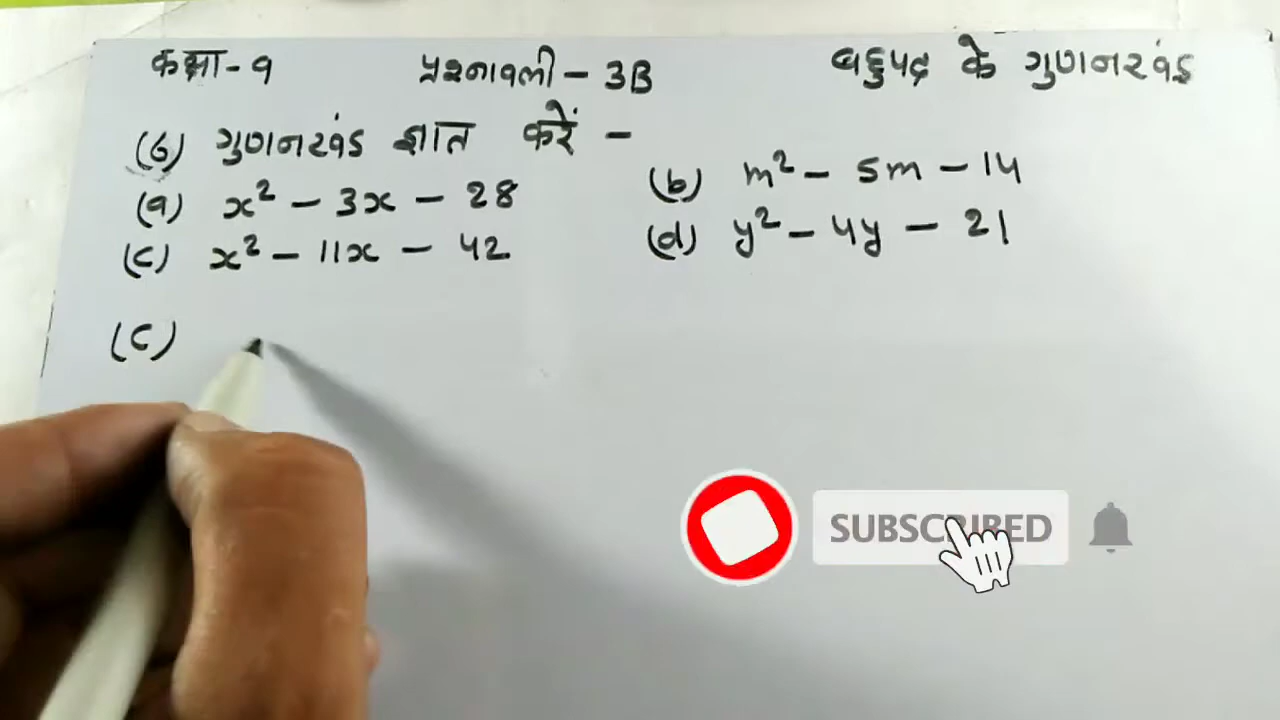 कक्षा - 9 प्रश्नावली - 3B बहुपद के गुणनखंड
(6) गुणनखंड ज्ञात करें -
(a) x² - 3x - 28 (b) m² - 5m - 14
(c) x² - 11x - 42 (d) y² - 4y - 21
(c)
SUBSCRIBED